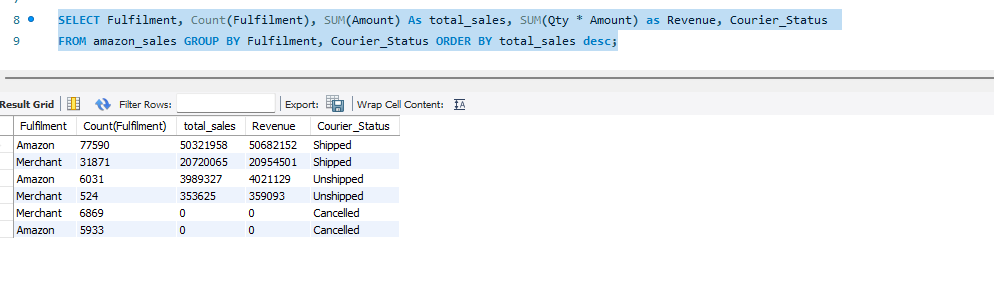 8 SELECT Fulfilment, Count(Fulfilment), SUM(Amount) As total_sales, SUM(Qty * Amount) as Revenue, Courier_Status
9 FROM amazon_sales GROUP BY Fulfilment, Courier_Status ORDER BY total_sales desc;
Result Grid Filter Rows: Export: Wrap Cell Content: IA
Fulfilment Count(Fulfilment) total_sales Revenue Courier_Status
Amazon 77590 50321958 50682152 Shipped
Merchant 31871 20720065 20954501 Shipped
Amazon 6031 3989327 4021129 Unshipped
Merchant 524 353625 359093 Unshipped
Merchant 6869 0 0 Cancelled
Amazon 5933 0 0 Cancelled